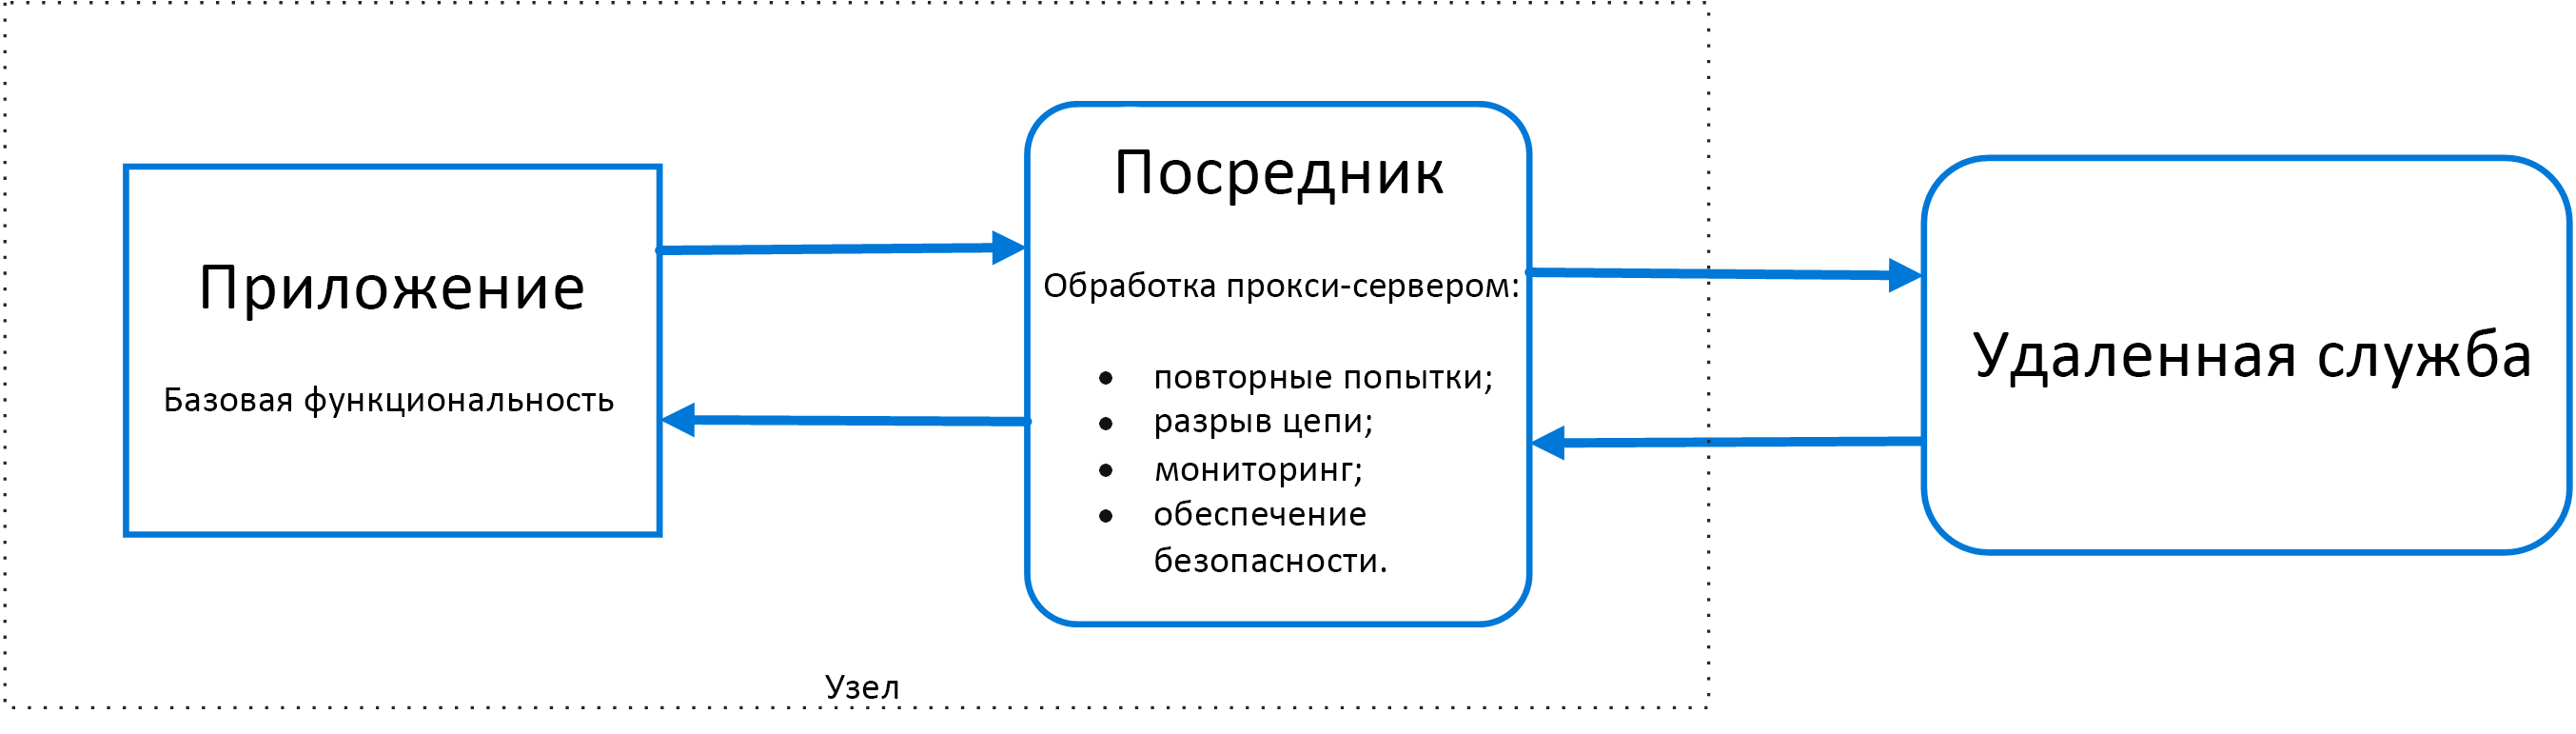 Приложение
Базовая функциональность
Посредник
Обработка прокси-сервером:
повторные попытки;
разрыв цепи;
мониторинг;
обеспечение
безопасности.
Удаленная служба
Узел